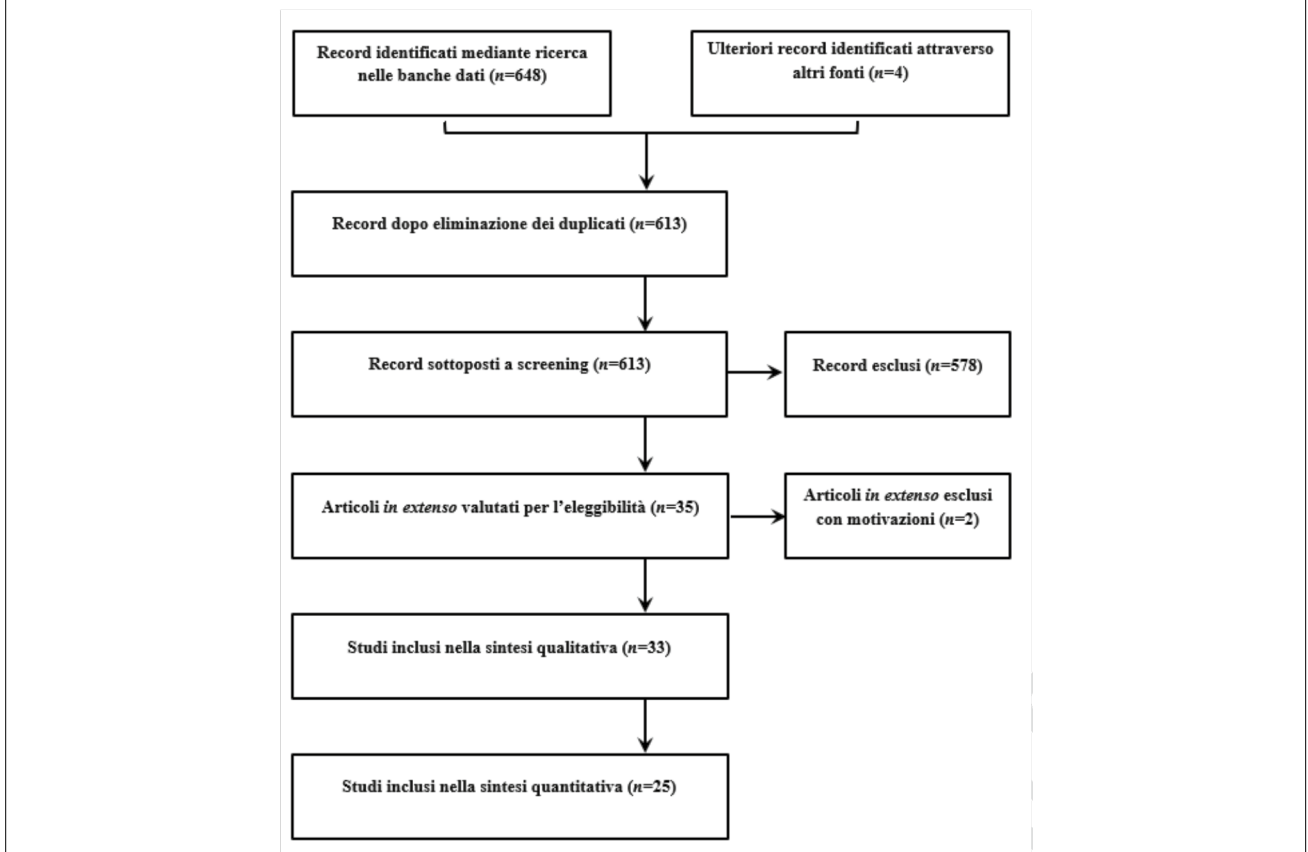 Record identificati mediante ricerca
nelle banche dati (n=648)
Ulteriori record identificati attraverso
altri fonti (n=4)
Record dopo eliminazione dei duplicati (n=613)
Record sottoposti a screening (n=613)
Record esclusi (n=578)
Articoli in extenso valutati per l’eleggibilità (n=35)
Articoli in extenso esclusi
con motivazioni (n=2)
Studi inclusi nella sintesi qualitativa (n=33)
Studi inclusi nella sintesi quantitativa (n=25)